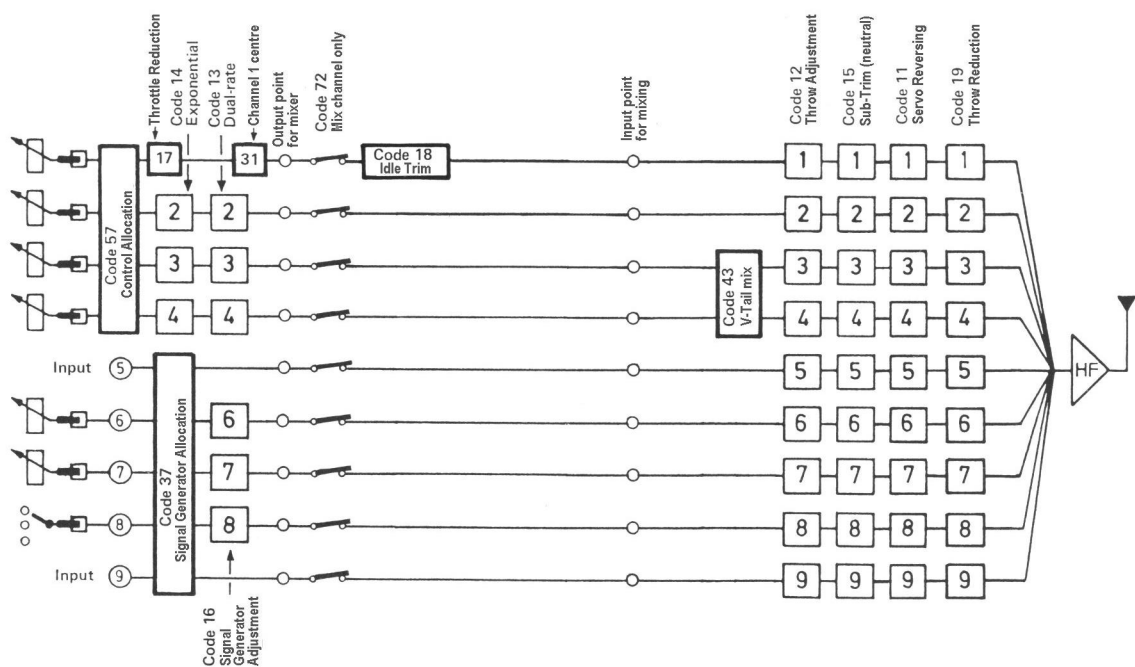 Throttle Reduction
Code 14
Exponential
Code 13
Dual-rate
Channel 1 centre
Output point
for mixer
Code 72
Mix channel only
Input point
for mixing
Code 12
Throw Adjustment
Code 15
Sub-Trim (neutral)
Code 11
Servo Reversing
Code 19
Throw Reduction
17 31 Code 18
Idle Trim
1 1 1 1
Code 57
Control Allocation
2 2 2 2 2 2
3 3 3 3 3 3
Code 43
V-Tail mix
4 4 4 4 4 4
HF
Input 5 5 5 5 5
Code 37
Signal Generator Allocation
6 6 6 6 6 6
7 7 7 7 7 7
8 8 8 8 8 8
Input 9 9 9 9 9
Code 16
Signal
Generator
Adjustment